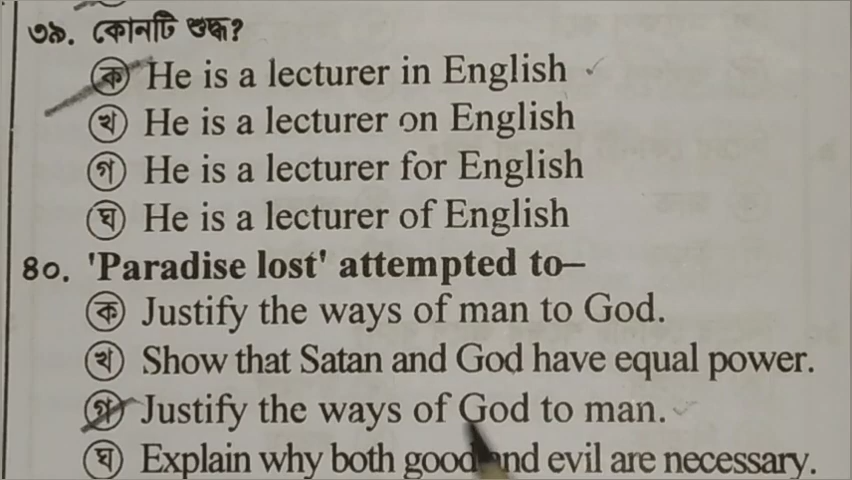 ৩৯. কোনটি শুদ্ধ?
ক He is a lecturer in English
খ He is a lecturer on English
গ He is a lecturer for English
ঘ He is a lecturer of English
৪০. 'Paradise lost' attempted to–
ক Justify the ways of man to God.
খ Show that Satan and God have equal power.
গ Justify the ways of God to man.
ঘ Explain why both good and evil are necessary.